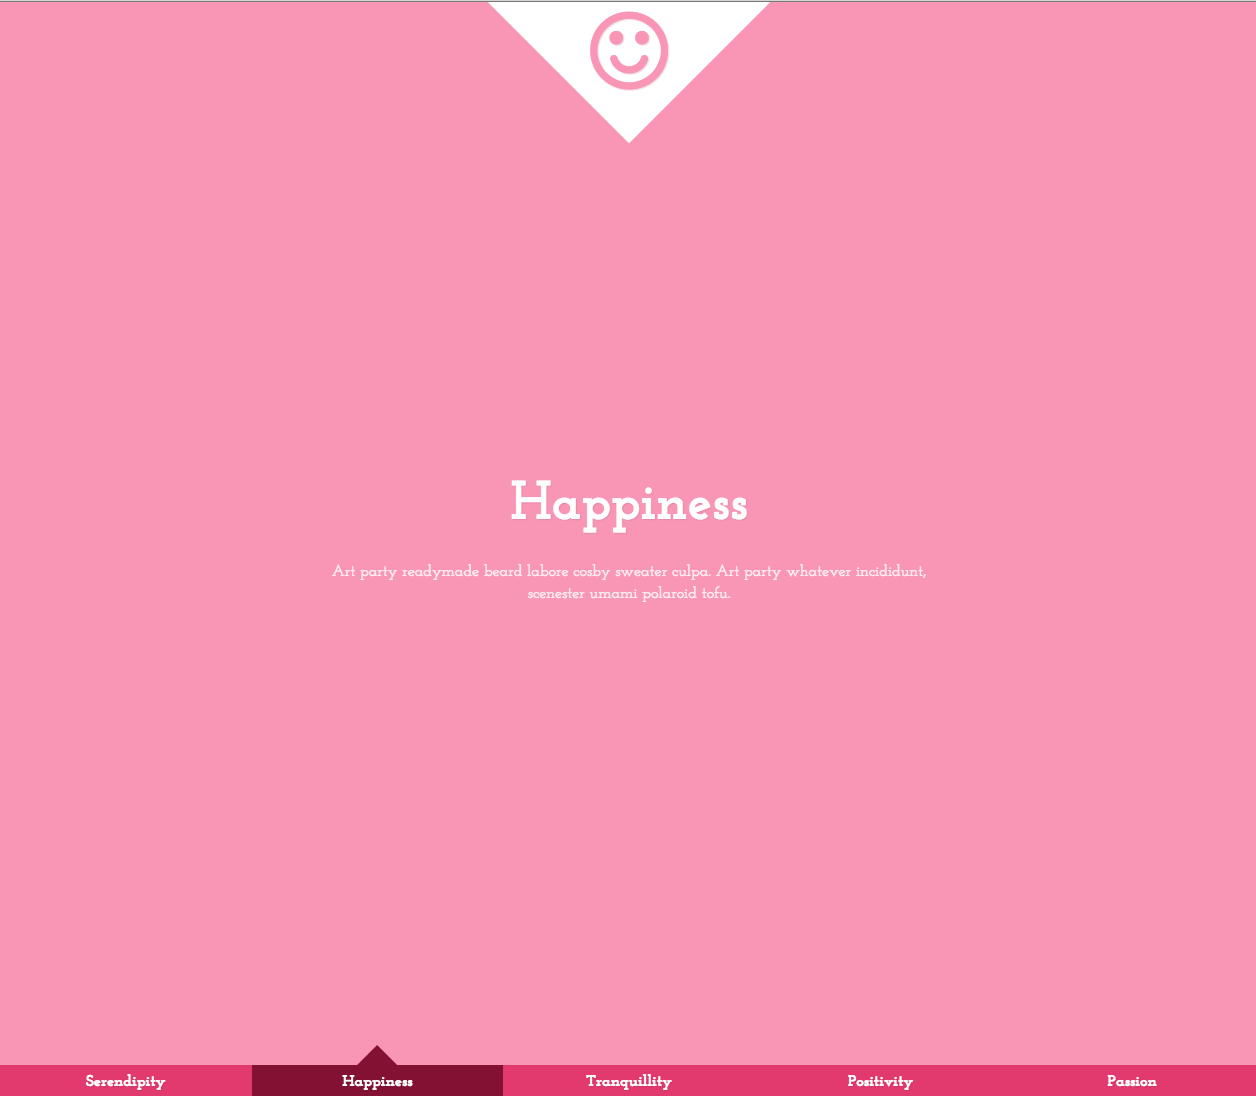 Happiness
Art party readymade beard labore cosby sweater culpa. Art party whatever incididunt,
scenester umami polaroid tofu.
Serendipity
Happiness
Tranquillity
Positivity
Passion